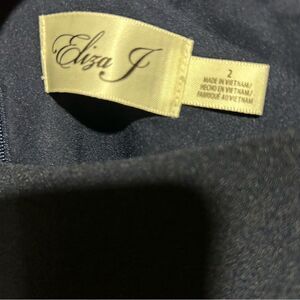 Eliza J
2
MADE IN VIETNAM/
HECHO EN VIETNAM/
FABRIQUÉ AU VIETNAM